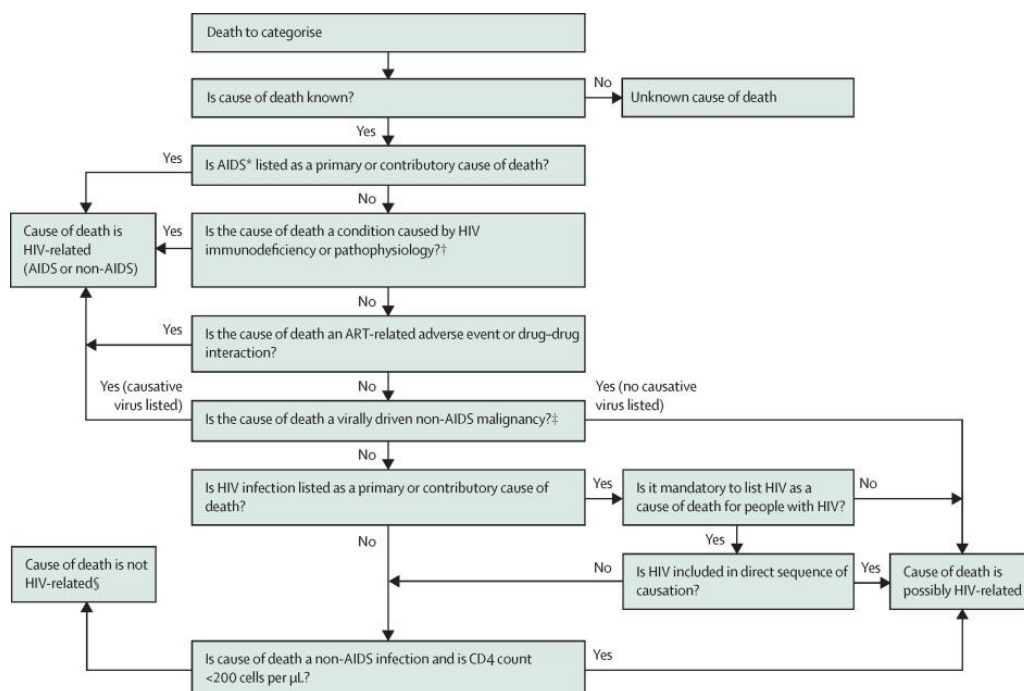 Death to categorise
Is cause of death known?
No
Unknown cause of death
Yes
Is AIDS* listed as a primary or contributory cause of death?
Yes
No
Cause of death is
HIV-related
(AIDS or non-AIDS)
Yes
Is the cause of death a condition caused by HIV
immunodeficiency or pathophysiology?†
No
Yes
Is the cause of death an ART-related adverse event or drug–drug
interaction?
No
Yes (causative
virus listed)
Is the cause of death a virally driven non-AIDS malignancy?‡
Yes (no causative
virus listed)
No
Is HIV infection listed as a primary or contributory cause of
death?
Yes
Is it mandatory to list HIV as a
cause of death for people with HIV?
No
No
Yes
Cause of death is not
HIV-related§
No
Is HIV included in direct sequence of
causation?
Yes
Cause of death is
possibly HIV-related
Is cause of death a non-AIDS infection and is CD4 count
<200 cells per µL?
Yes